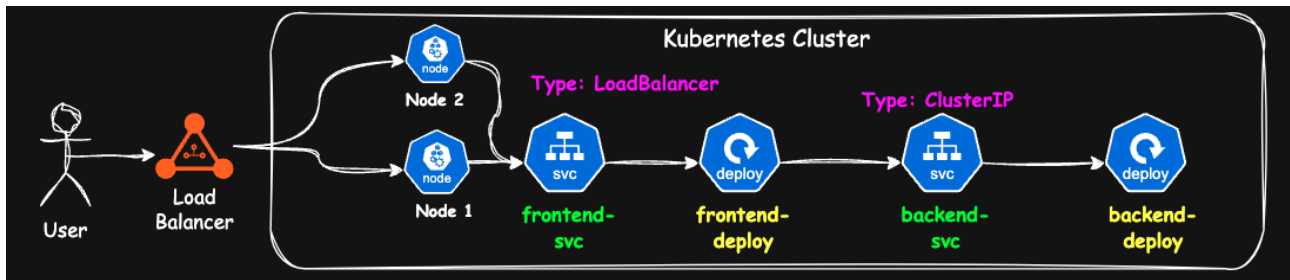 Kubernetes Cluster
node
Node 2
Type: LoadBalancer
Type: ClusterIP
node
Node 1
svc
deploy
svc
deploy
User
Load
Balancer
frontend-
svc
frontend-
deploy
backend-
svc
backend-
deploy